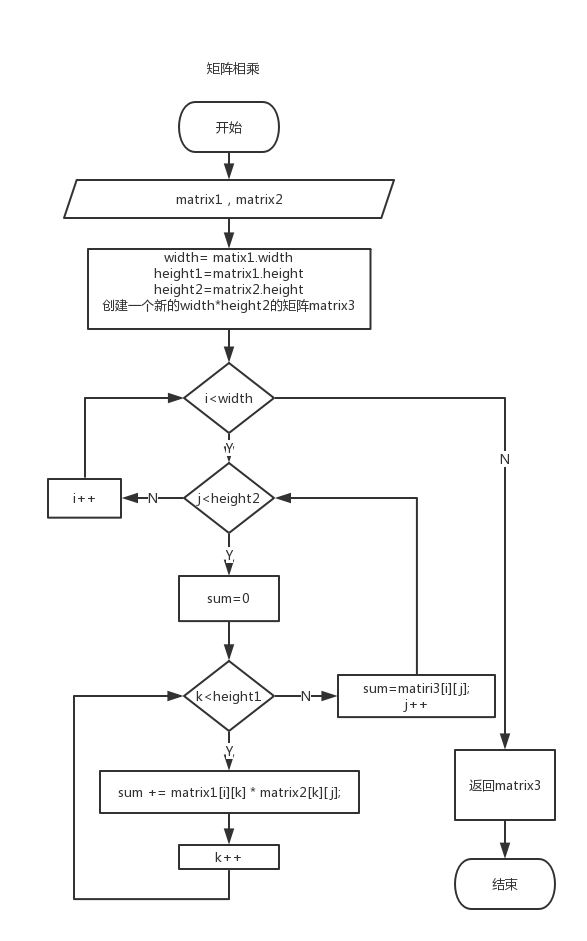 矩阵相乘
开始
matrix1 , matrix2
width= matix1.width
height1=matrix1.height
height2=matrix2.height
创建一个新的width*height2的矩阵matrix3
i<width
Y
N
j<height2
N
i++
Y
sum=0
k<height1
N
sum=matiri3[i][j];
j++
Y
sum += matrix1[i][k] * matrix2[k][j];
k++
返回matrix3
结束